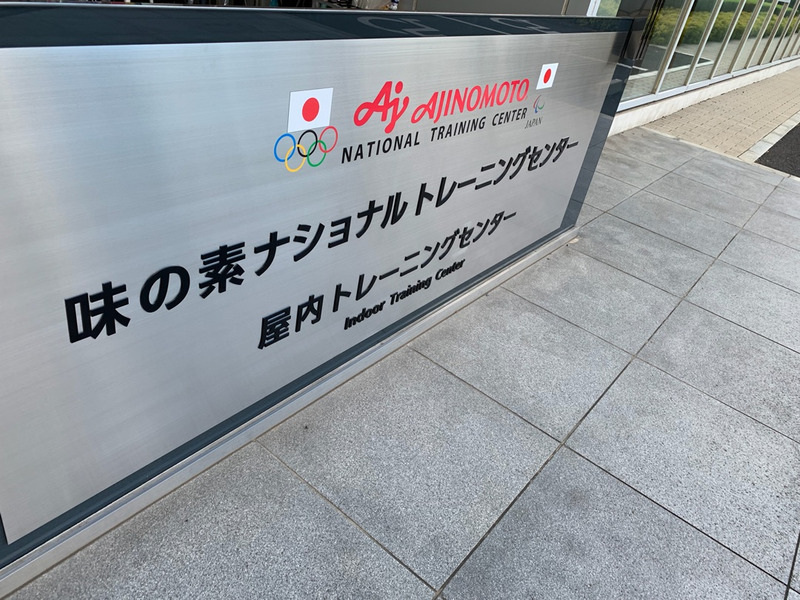 Aj AJINOMOTO
NATIONAL TRAINING CENTER
JAPAN
味の素ナショナルトレーニングセンター
屋内トレーニングセンター
Indoor Training Center